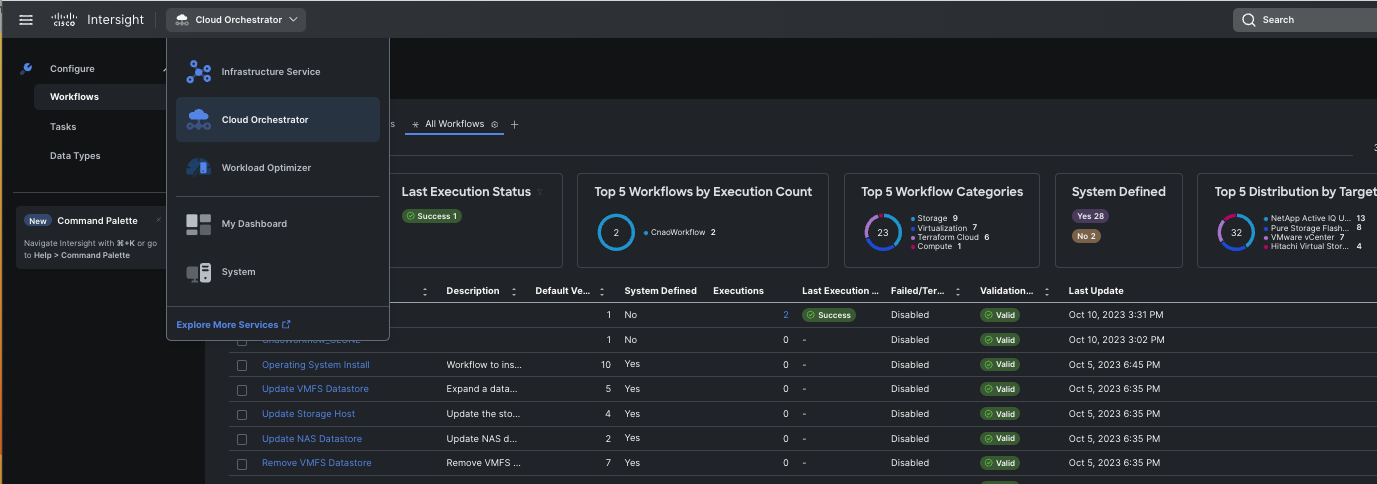 CISCO Intersight Cloud Orchestrator Search
Configure
Workflows
Tasks
Data Types
New Command Palette
Navigate Intersight with ⌘+K or go
to Help > Command Palette
Infrastructure Service
Cloud Orchestrator
Workload Optimizer
My Dashboard
System
Explore More Services
s All Workflows +
Last Execution Status
Success 1
Top 5 Workflows by Execution Count
2 CnaoWorkflow 2
Top 5 Workflow Categories
23
Storage 9
Virtualization 7
Terraform Cloud 6
Compute 1
System Defined
Yes 28
No 2
Top 5 Distribution by Target
32
NetApp Active IQ U... 13
Pure Storage Flash... 8
VMware vCenter 7
Hitachi Virtual Stor... 4
Description Default Ve... System Defined Executions Last Execution ... Failed/Ter... Validation... Last Update
1 No 2 Success Disabled Valid Oct 10, 2023 3:31 PM
1 No 0 - Disabled Valid Oct 10, 2023 3:02 PM
Operating System Install Workflow to ins... 10 Yes 0 - Disabled Valid Oct 5, 2023 6:45 PM
Update VMFS Datastore Expand a data... 5 Yes 0 - Disabled Valid Oct 5, 2023 6:35 PM
Update Storage Host Update the sto... 4 Yes 0 - Disabled Valid Oct 5, 2023 6:35 PM
Update NAS Datastore Update NAS d... 2 Yes 0 - Disabled Valid Oct 5, 2023 6:35 PM
Remove VMFS Datastore Remove VMFS ... 7 Yes 0 - Disabled Valid Oct 5, 2023 6:35 PM